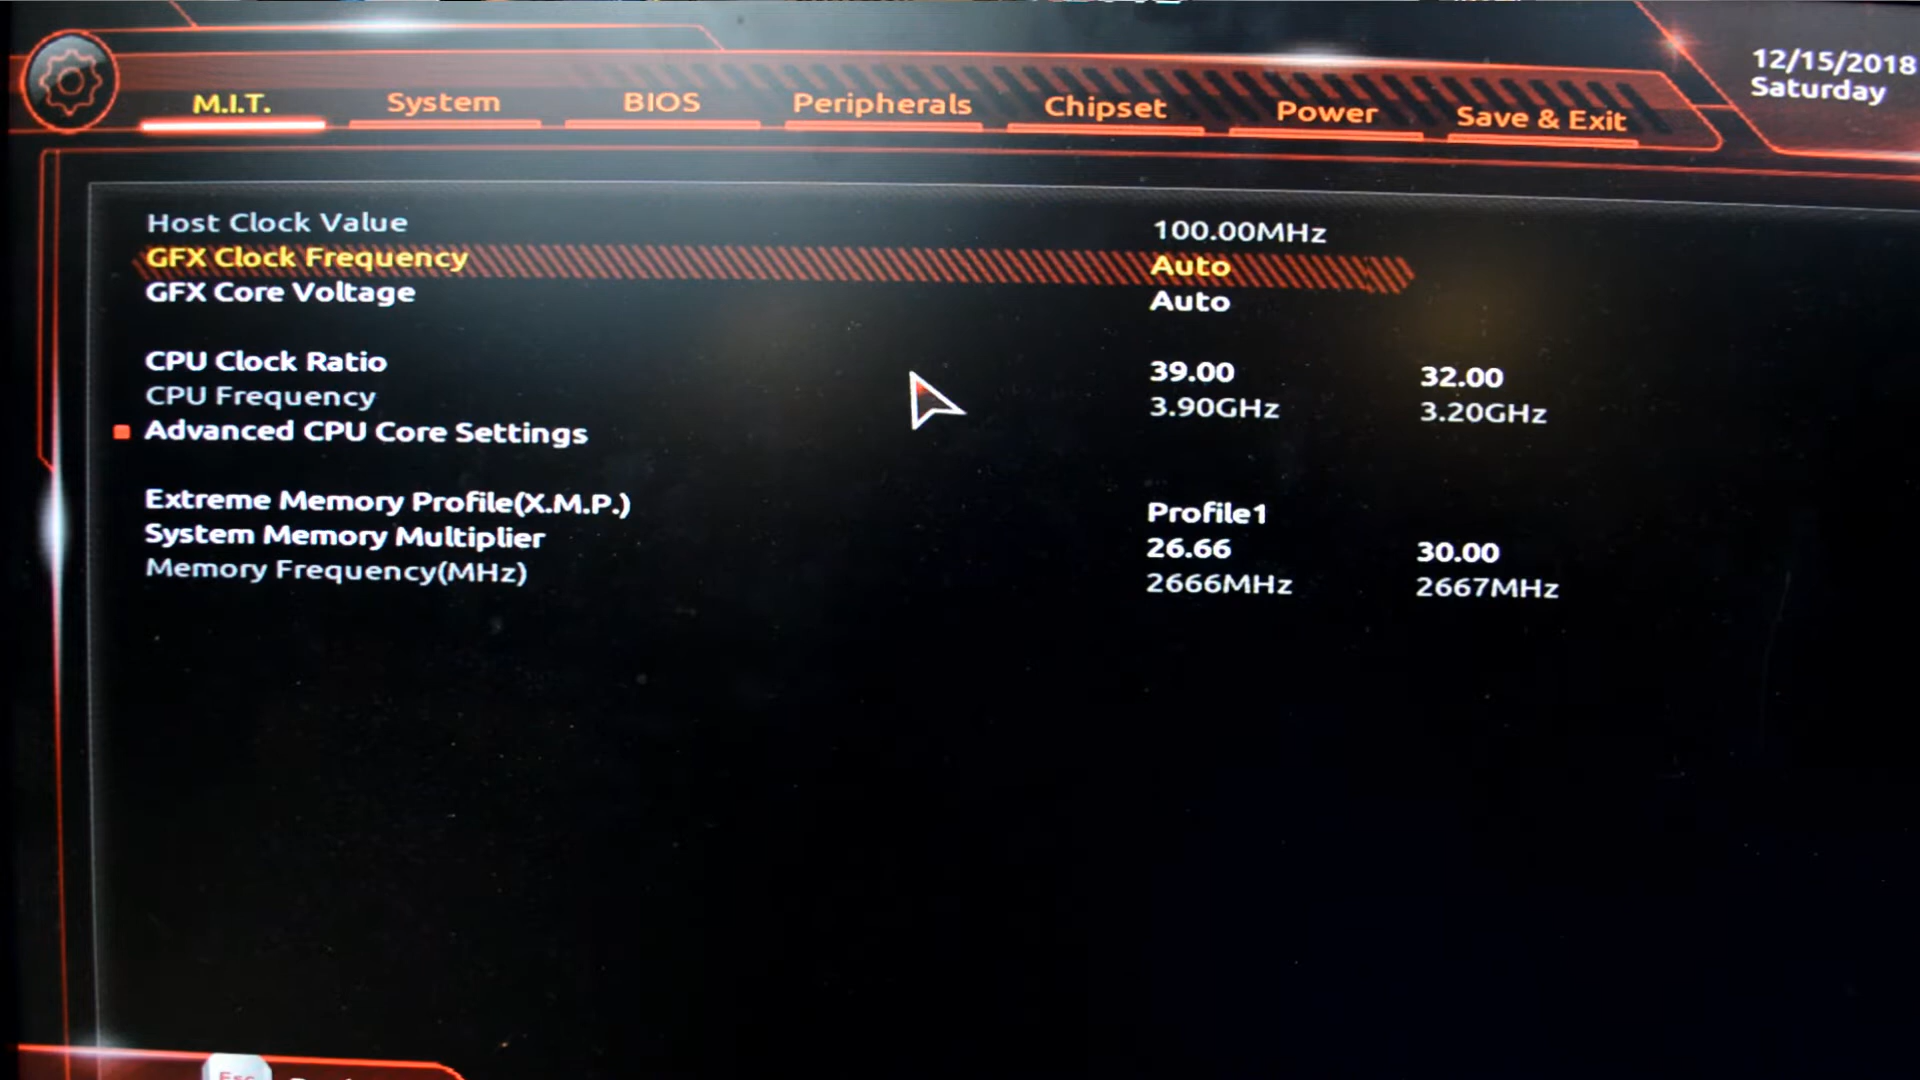 M.I.T. System BIOS Peripherals Chipset Power Save & Exit
12/15/2018
Saturday
Host Clock Value 100.00MHz
GFX Clock Frequency Auto
GFX Core Voltage Auto
CPU Clock Ratio 39.00 32.00
CPU Frequency 3.90GHz 3.20GHz
Advanced CPU Core Settings
Extreme Memory Profile(X.M.P.) Profile1
System Memory Multiplier 26.66 30.00
Memory Frequency(MHz) 2666MHz 2667MHz
Esc